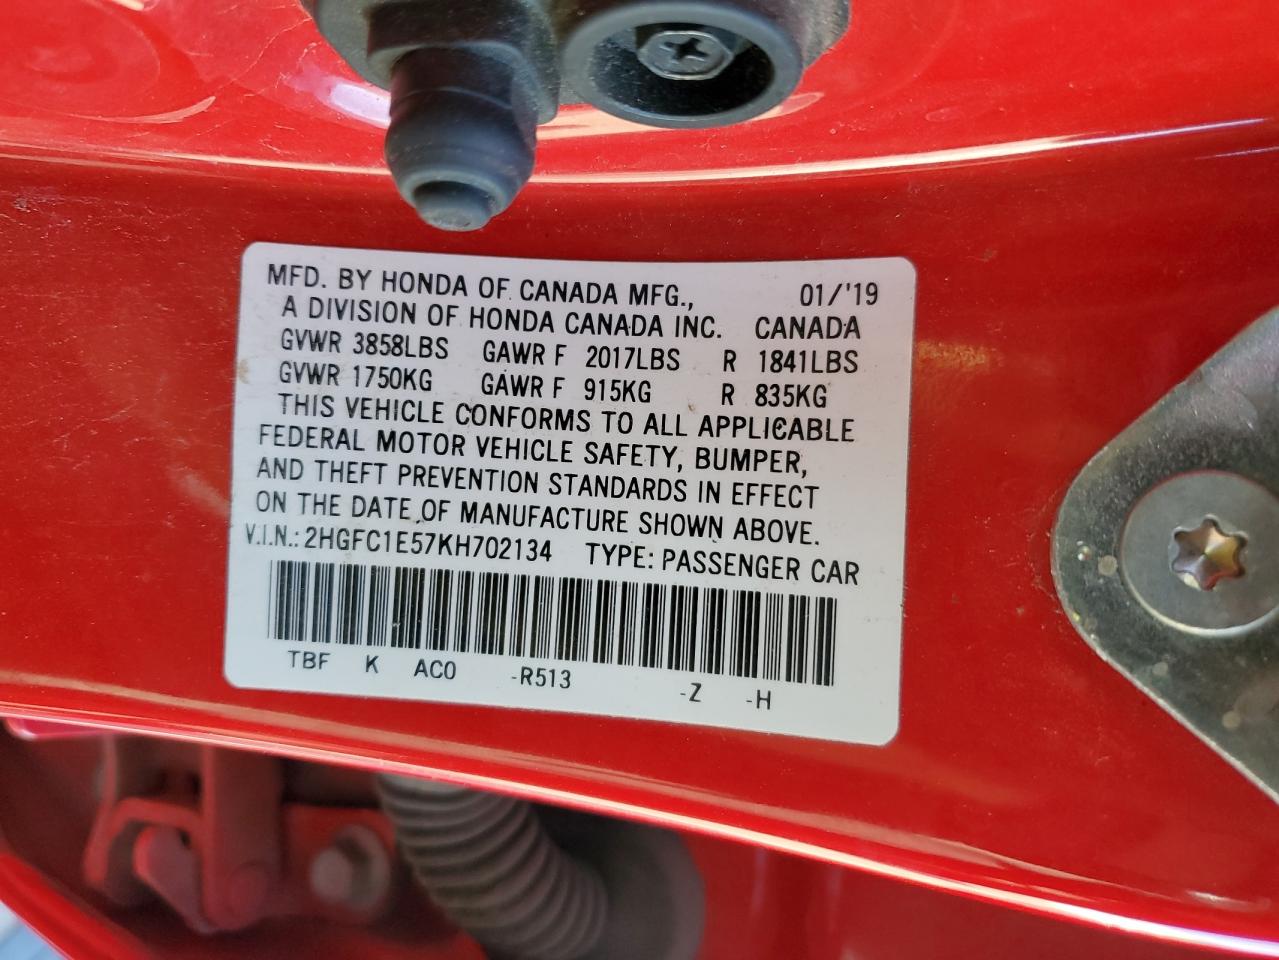 MFD. BY HONDA OF CANADA MFG., 01/'19
A DIVISION OF HONDA CANADA INC. CANADA
GVWR 3858LBS GAWR F 2017LBS R 1841LBS
GVWR 1750KG GAWR F 915KG R 835KG
THIS VEHICLE CONFORMS TO ALL APPLICABLE
FEDERAL MOTOR VEHICLE SAFETY, BUMPER,
AND THEFT PREVENTION STANDARDS IN EFFECT
ON THE DATE OF MANUFACTURE SHOWN ABOVE.
V.I.N.: 2HGFC1E57KH702134 TYPE: PASSENGER CAR
TBF K AC0 -R513 -Z -H